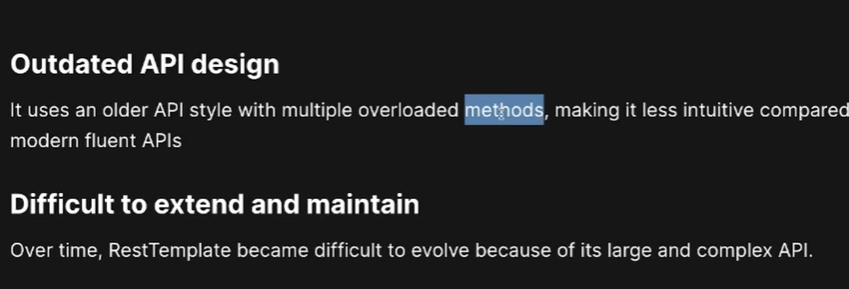 Outdated API design
It uses an older API style with multiple overloaded methods, making it less intuitive compared
modern fluent APIs
Difficult to extend and maintain
Over time, RestTemplate became difficult to evolve because of its large and complex API.